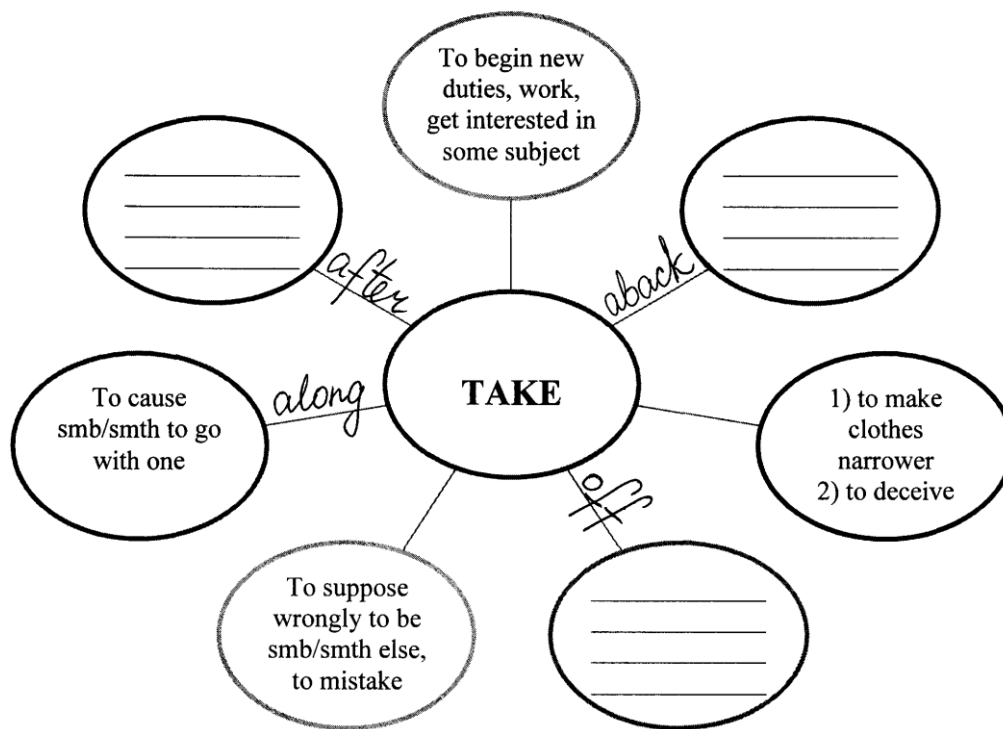 To begin new
duties, work,
get interested in
some subject
after
aback
To cause
smb/smth to go
with one
along
TAKE
1) to make
clothes
narrower
2) to deceive
off
To suppose
wrongly to be
smb/smth else,
to mistake